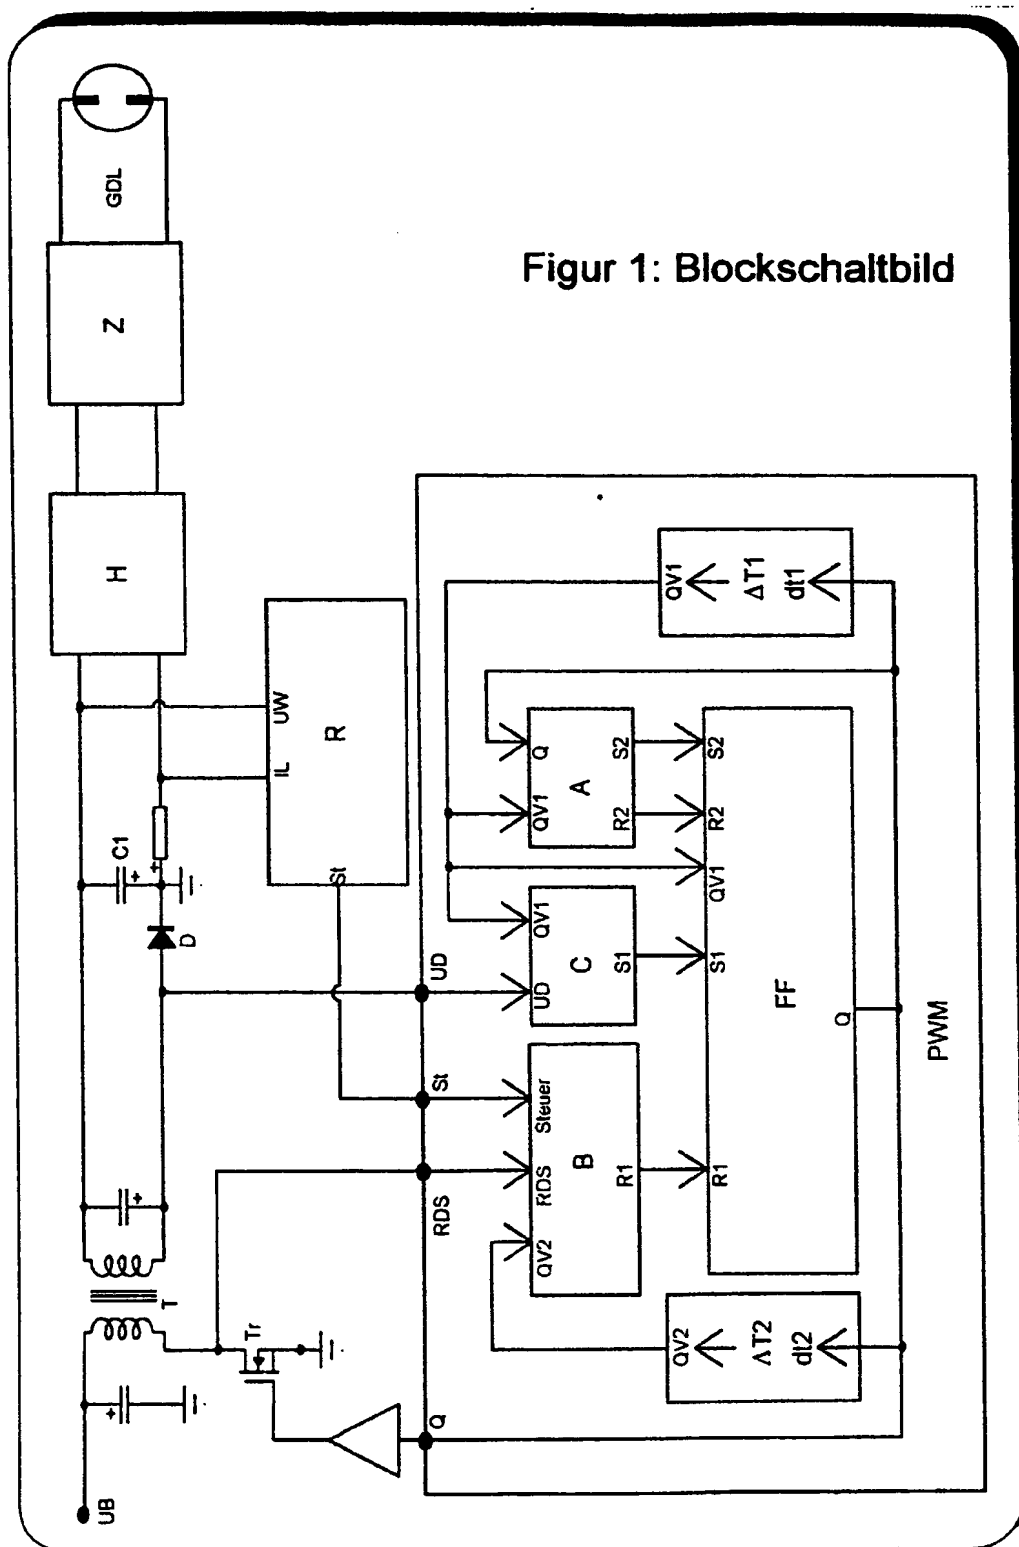 Figur 1: Blockschaltbild
GDL
Z
H
UW
IL
R
St
C1
+
+
D
UD
St
RDS
+
T
Tr
+
UB
Q
QV1
ΔT1
dt1
Q
QV1
A
S2
R2
QV1
UD
C
S1
Steuer
RDS
QV2
B
R1
S2
R2
QV1
S1
R1
FF
Q
QV2
ΛT2
dt2
PWM